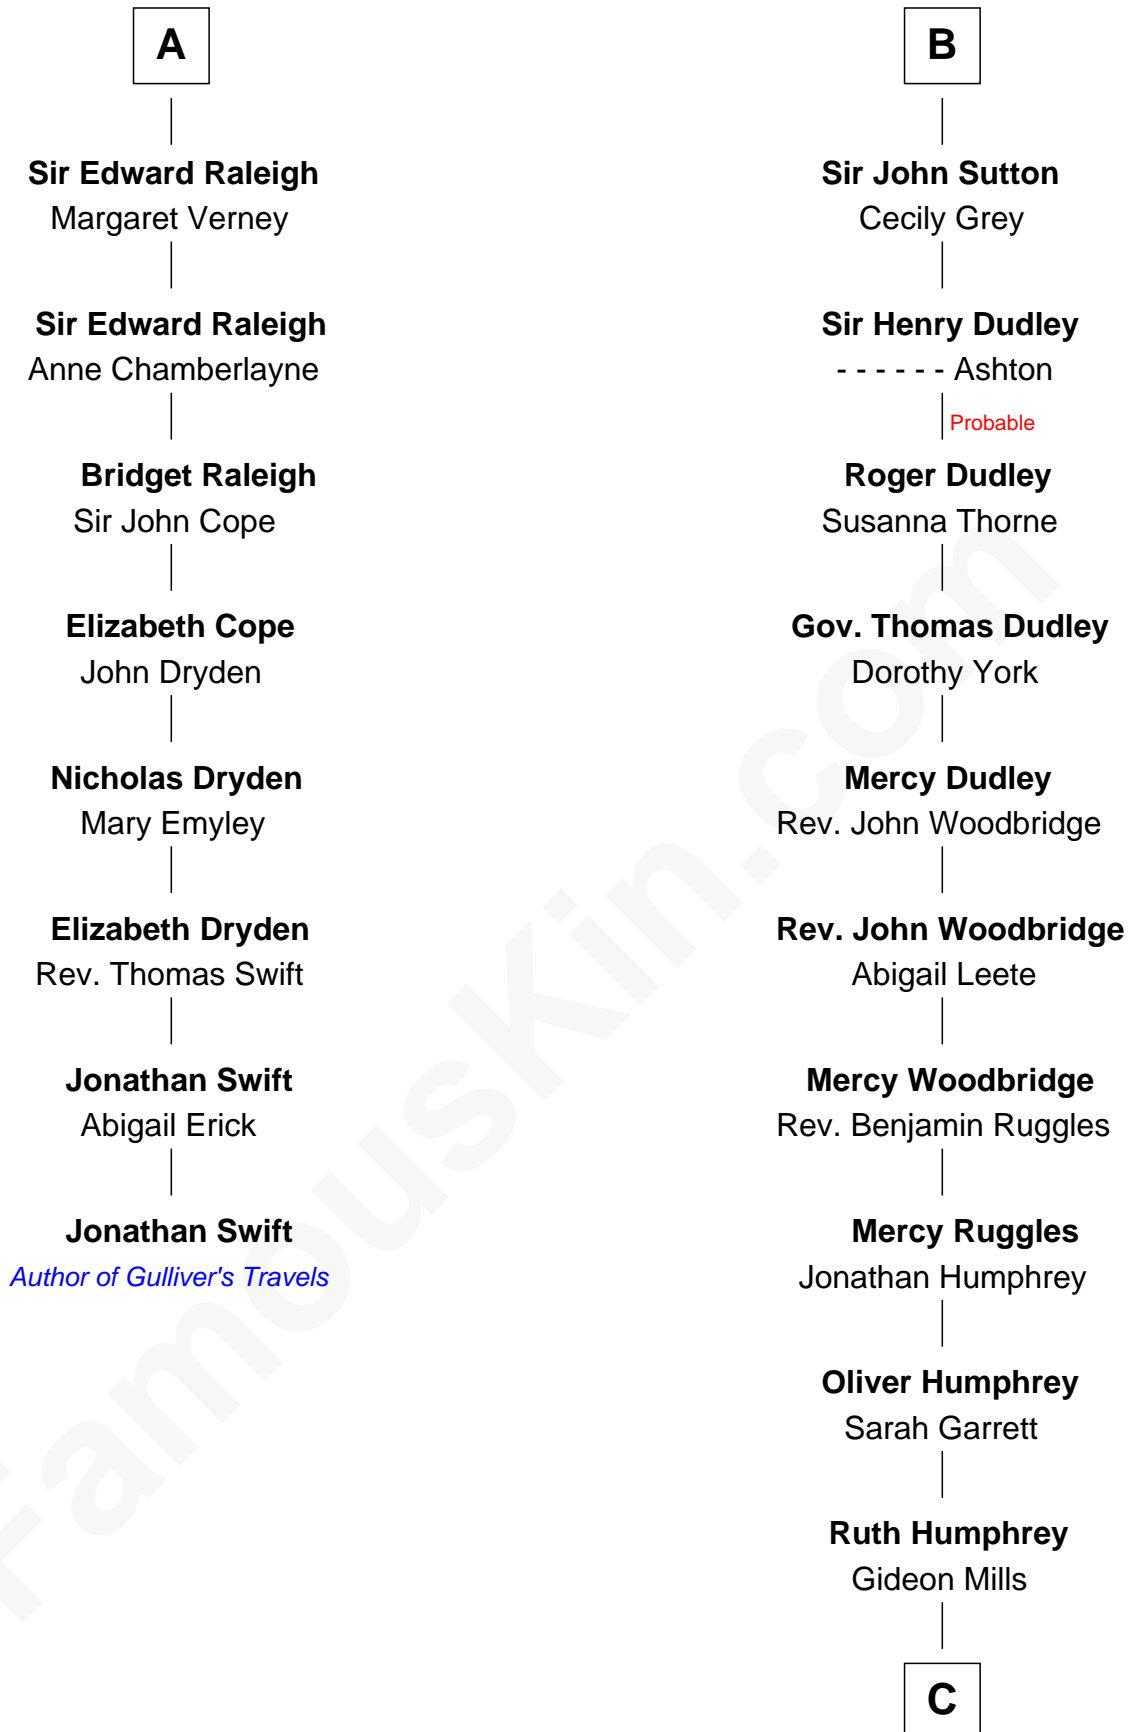 A
Sir Edward Raleigh
Margaret Verney
Sir Edward Raleigh
Anne Chamberlayne
Bridget Raleigh
Sir John Cope
Elizabeth Cope
John Dryden
Nicholas Dryden
Mary Emyley
Elizabeth Dryden
Rev. Thomas Swift
Jonathan Swift
Abigail Erick
Jonathan Swift
Author of Gulliver's Travels
B
Sir John Sutton
Cecily Grey
Sir Henry Dudley
- - - - - - Ashton
Probable
Roger Dudley
Susanna Thorne
Gov. Thomas Dudley
Dorothy York
Mercy Dudley
Rev. John Woodbridge
Rev. John Woodbridge
Abigail Leete
Mercy Woodbridge
Rev. Benjamin Ruggles
Mercy Ruggles
Jonathan Humphrey
Oliver Humphrey
Sarah Garrett
Ruth Humphrey
Gideon Mills
C
FamousKin.com